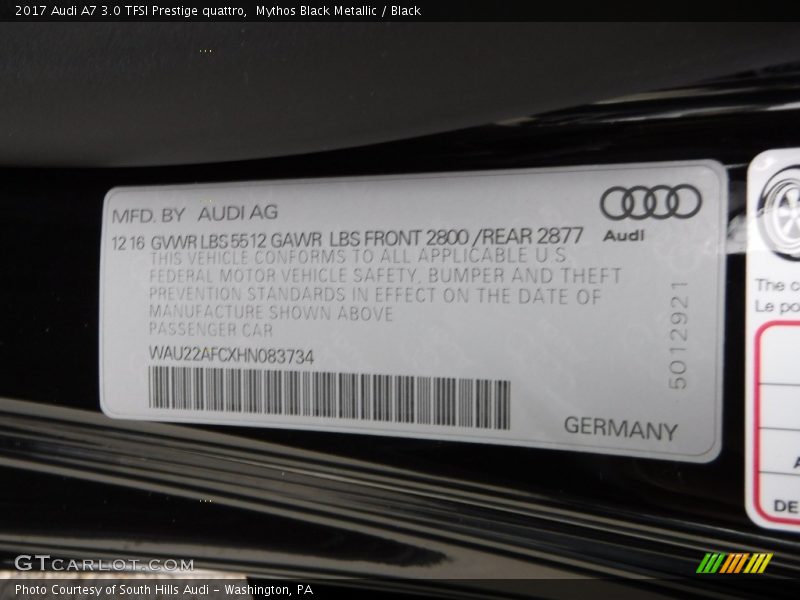 2017 Audi A7 3.0 TFSI Prestige quattro,  Mythos Black Metallic / Black
MFD. BY AUDI AG
12 16 GVWR LBS 5512 GAWR LBS FRONT 2800 /REAR 2877
Audi
THIS VEHICLE CONFORMS TO ALL APPLICABLE U.S.
FEDERAL MOTOR VEHICLE SAFETY, BUMPER AND THEFT
PREVENTION STANDARDS IN EFFECT ON THE DATE OF
MANUFACTURE SHOWN ABOVE
PASSENGER CAR
WAU22AFCXHN083734
5012921
GERMANY
The c
Le po
A
DE
GTCARLOT.COM
Photo Courtesy of South Hills Audi - Washington, PA